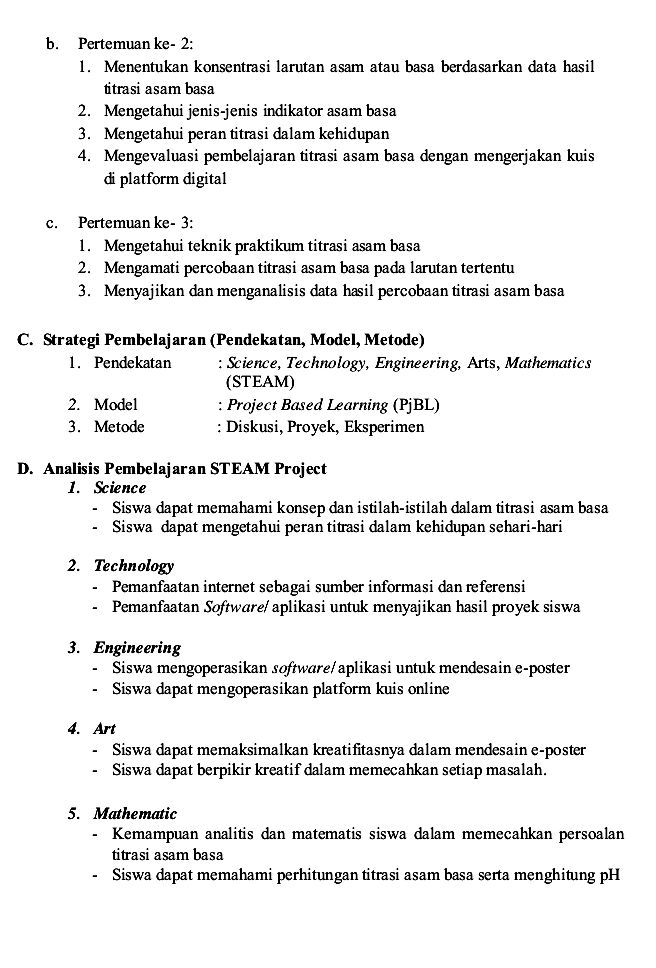 b. Pertemuan ke- 2:
1. Menentukan konsentrasi larutan asam atau basa berdasarkan data hasil
titrasi asam basa
2. Mengetahui jenis-jenis indikator asam basa
3. Mengetahui peran titrasi dalam kehidupan
4. Mengevaluasi pembelajaran titrasi asam basa dengan mengerjakan kuis
di platform digital
c. Pertemuan ke- 3:
1. Mengetahui teknik praktikum titrasi asam basa
2. Mengamati percobaan titrasi asam basa pada larutan tertentu
3. Menyajikan dan menganalisis data hasil percobaan titrasi asam basa
C. Strategi Pembelajaran (Pendekatan, Model, Metode)
1. Pendekatan : Science, Technology, Engineering, Arts, Mathematics
(STEAM)
2. Model : Project Based Learning (PjBL)
3. Metode : Diskusi, Proyek, Eksperimen
D. Analisis Pembelajaran STEAM Project
1. Science
- Siswa dapat memahami konsep dan istilah-istilah dalam titrasi asam basa
- Siswa dapat mengetahui peran titrasi dalam kehidupan sehari-hari
2. Technology
- Pemanfaatan internet sebagai sumber informasi dan referensi
- Pemanfaatan Software/ aplikasi untuk menyajikan hasil proyek siswa
3. Engineering
- Siswa mengoperasikan software/ aplikasi untuk mendesain e-poster
- Siswa dapat mengoperasikan platform kuis online
4. Art
- Siswa dapat memaksimalkan kreatifitasnya dalam mendesain e-poster
- Siswa dapat berpikir kreatif dalam memecahkan setiap masalah.
5. Mathematic
- Kemampuan analitis dan matematis siswa dalam memecahkan persoalan
titrasi asam basa
- Siswa dapat memahami perhitungan titrasi asam basa serta menghitung pH